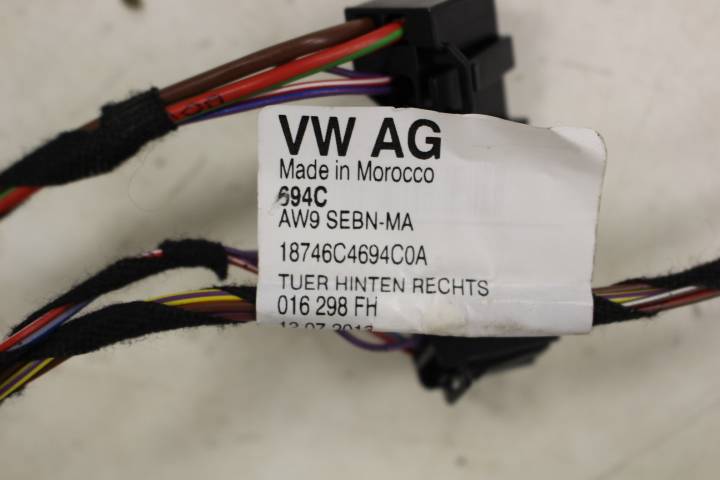 VW AG
Made in Morocco
694C
AW9 SEBN-MA
18746C4694C0A
TUER HINTEN RECHTS
016 298 FH